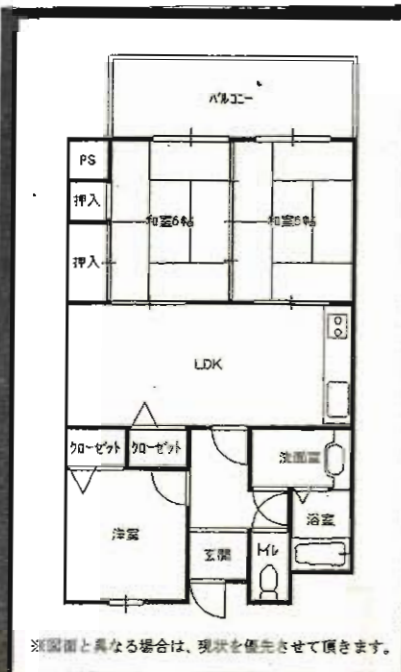 バルコニー
PS
押入
押入
和室6帖
和室6帖
LDK
クローゼット
クローゼット
洗面室
浴室
洋室
玄関
トイレ
※図面と異なる場合は、現状を優先させて頂きます。